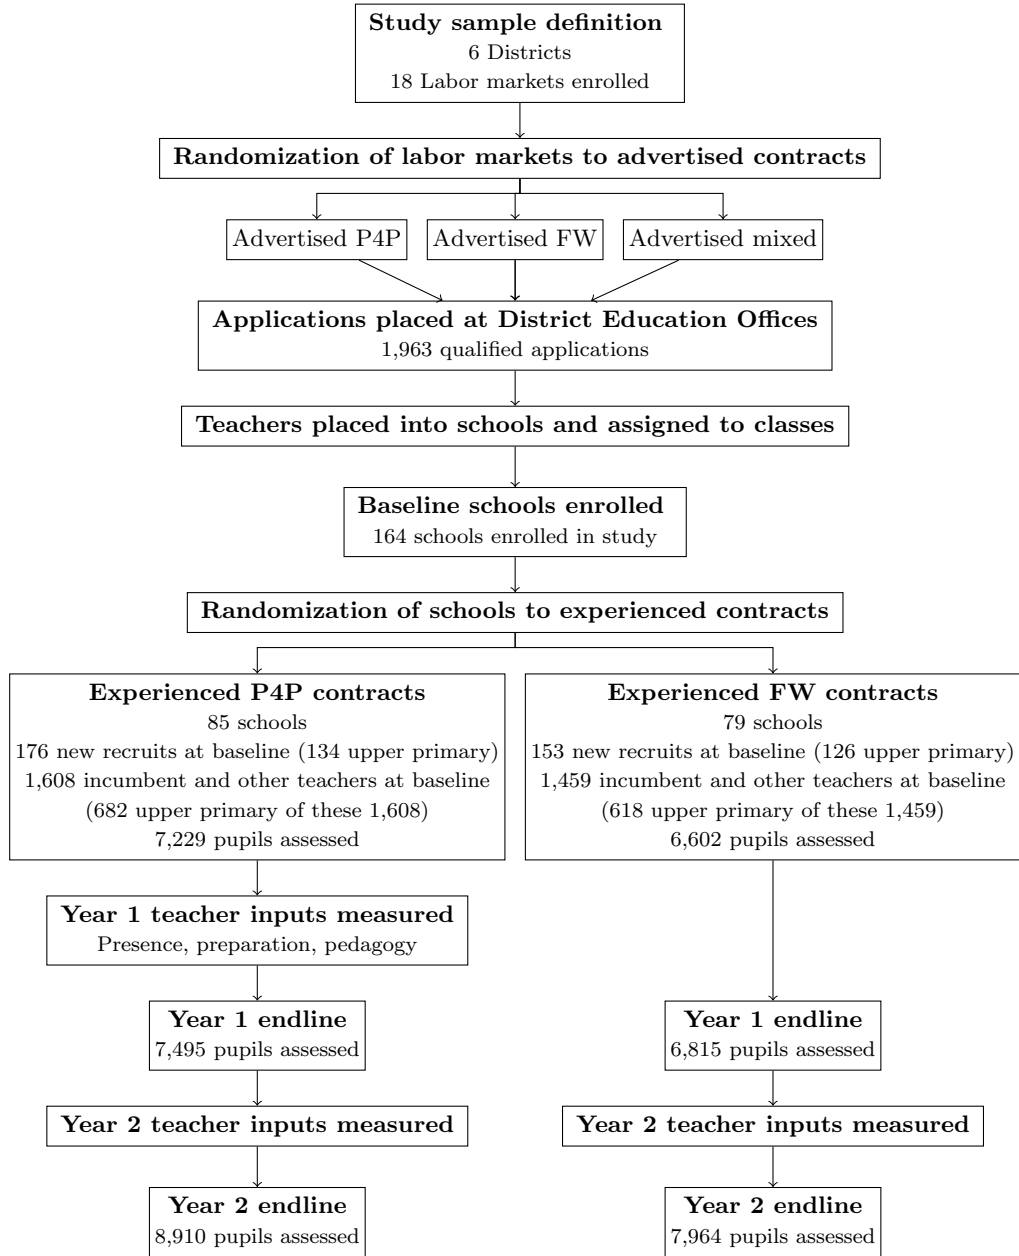 Study sample definition
6 Districts
18 Labor markets enrolled
Randomization of labor markets to advertised contracts
Advertised P4P
Advertised FW
Advertised mixed
Applications placed at District Education Offices
1,963 qualified applications
Teachers placed into schools and assigned to classes
Baseline schools enrolled
164 schools enrolled in study
Randomization of schools to experienced contracts
Experienced P4P contracts
85 schools
176 new recruits at baseline (134 upper primary)
1,608 incumbent and other teachers at baseline
(682 upper primary of these 1,608)
7,229 pupils assessed
Experienced FW contracts
79 schools
153 new recruits at baseline (126 upper primary)
1,459 incumbent and other teachers at baseline
(618 upper primary of these 1,459)
6,602 pupils assessed
Year 1 teacher inputs measured
Presence, preparation, pedagogy
Year 1 endline
7,495 pupils assessed
Year 1 endline
6,815 pupils assessed
Year 2 teacher inputs measured
Year 2 teacher inputs measured
Year 2 endline
8,910 pupils assessed
Year 2 endline
7,964 pupils assessed